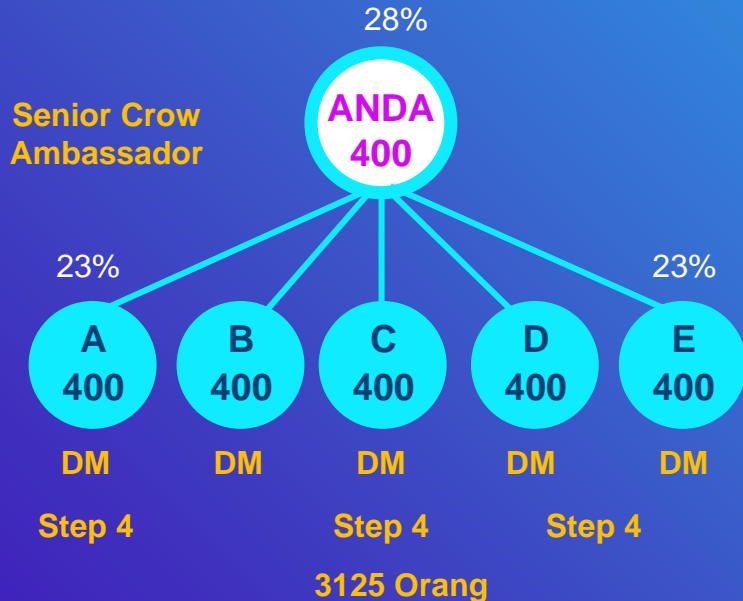 28%
Senior Crow
Ambassador
ANDA
400
23%
23%
A
400
B
400
C
400
D
400
E
400
DM
DM
DM
DM
DM
Step 4
Step 4
Step 4
3125 Orang